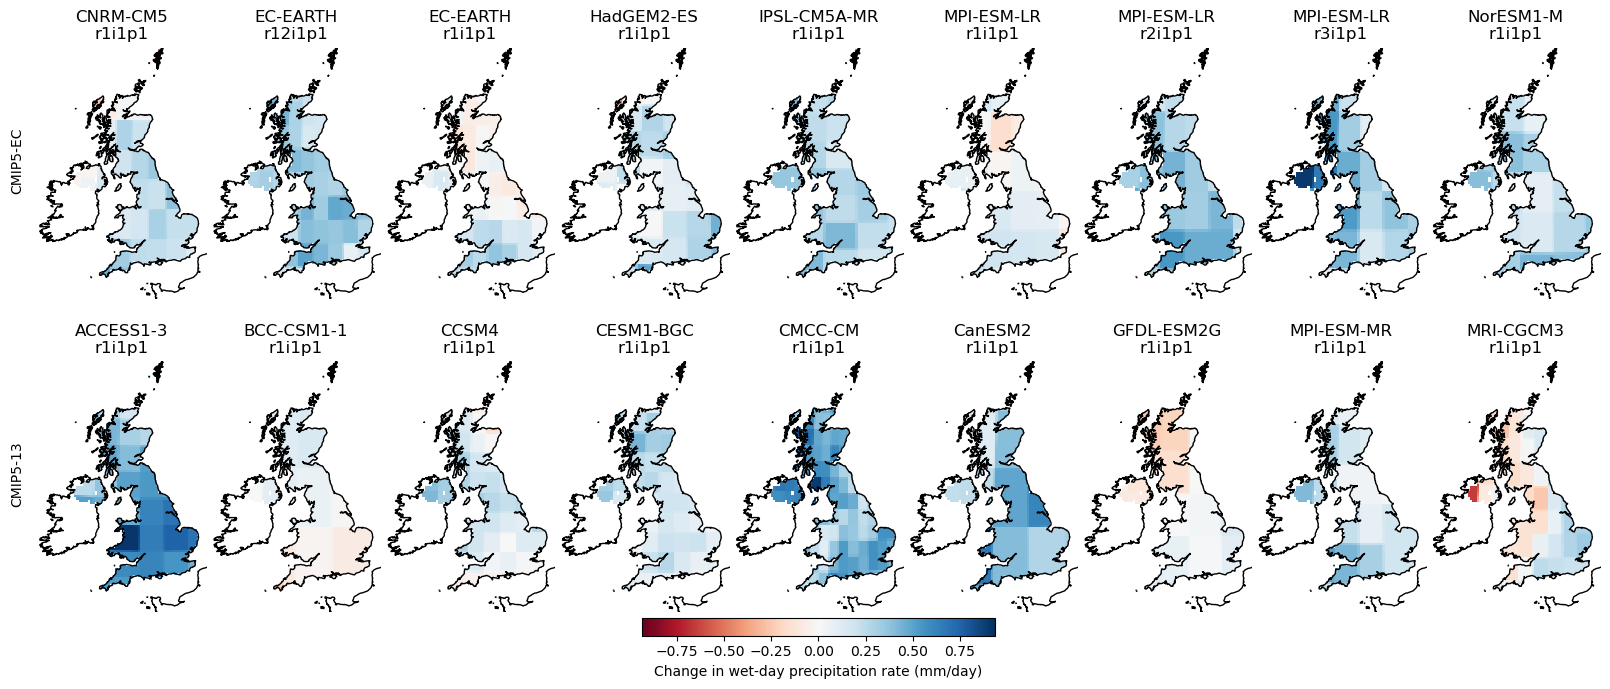 CNRM-CM5 EC-EARTH EC-EARTH HadGEM2-ES IPSL-CM5A-MR MPI-ESM-LR MPI-ESM-LR MPI-ESM-LR NorESM1-M
r1i1p1 r12i1p1 r1i1p1 r1i1p1 r1i1p1 r1i1p1 r2i1p1 r3i1p1 r1i1p1
CMIP5-EC
ACCESS1-3 BCC-CSM1-1 CCSM4 CESM1-BGC CMCC-CM CanESM2 GFDL-ESM2G MPI-ESM-MR MRI-CGCM3
r1i1p1 r1i1p1 r1i1p1 r1i1p1 r1i1p1 r1i1p1 r1i1p1 r1i1p1 r1i1p1
CMIP5-13
−0.75 −0.50 −0.25 0.00 0.25 0.50 0.75
Change in wet-day precipitation rate (mm/day)